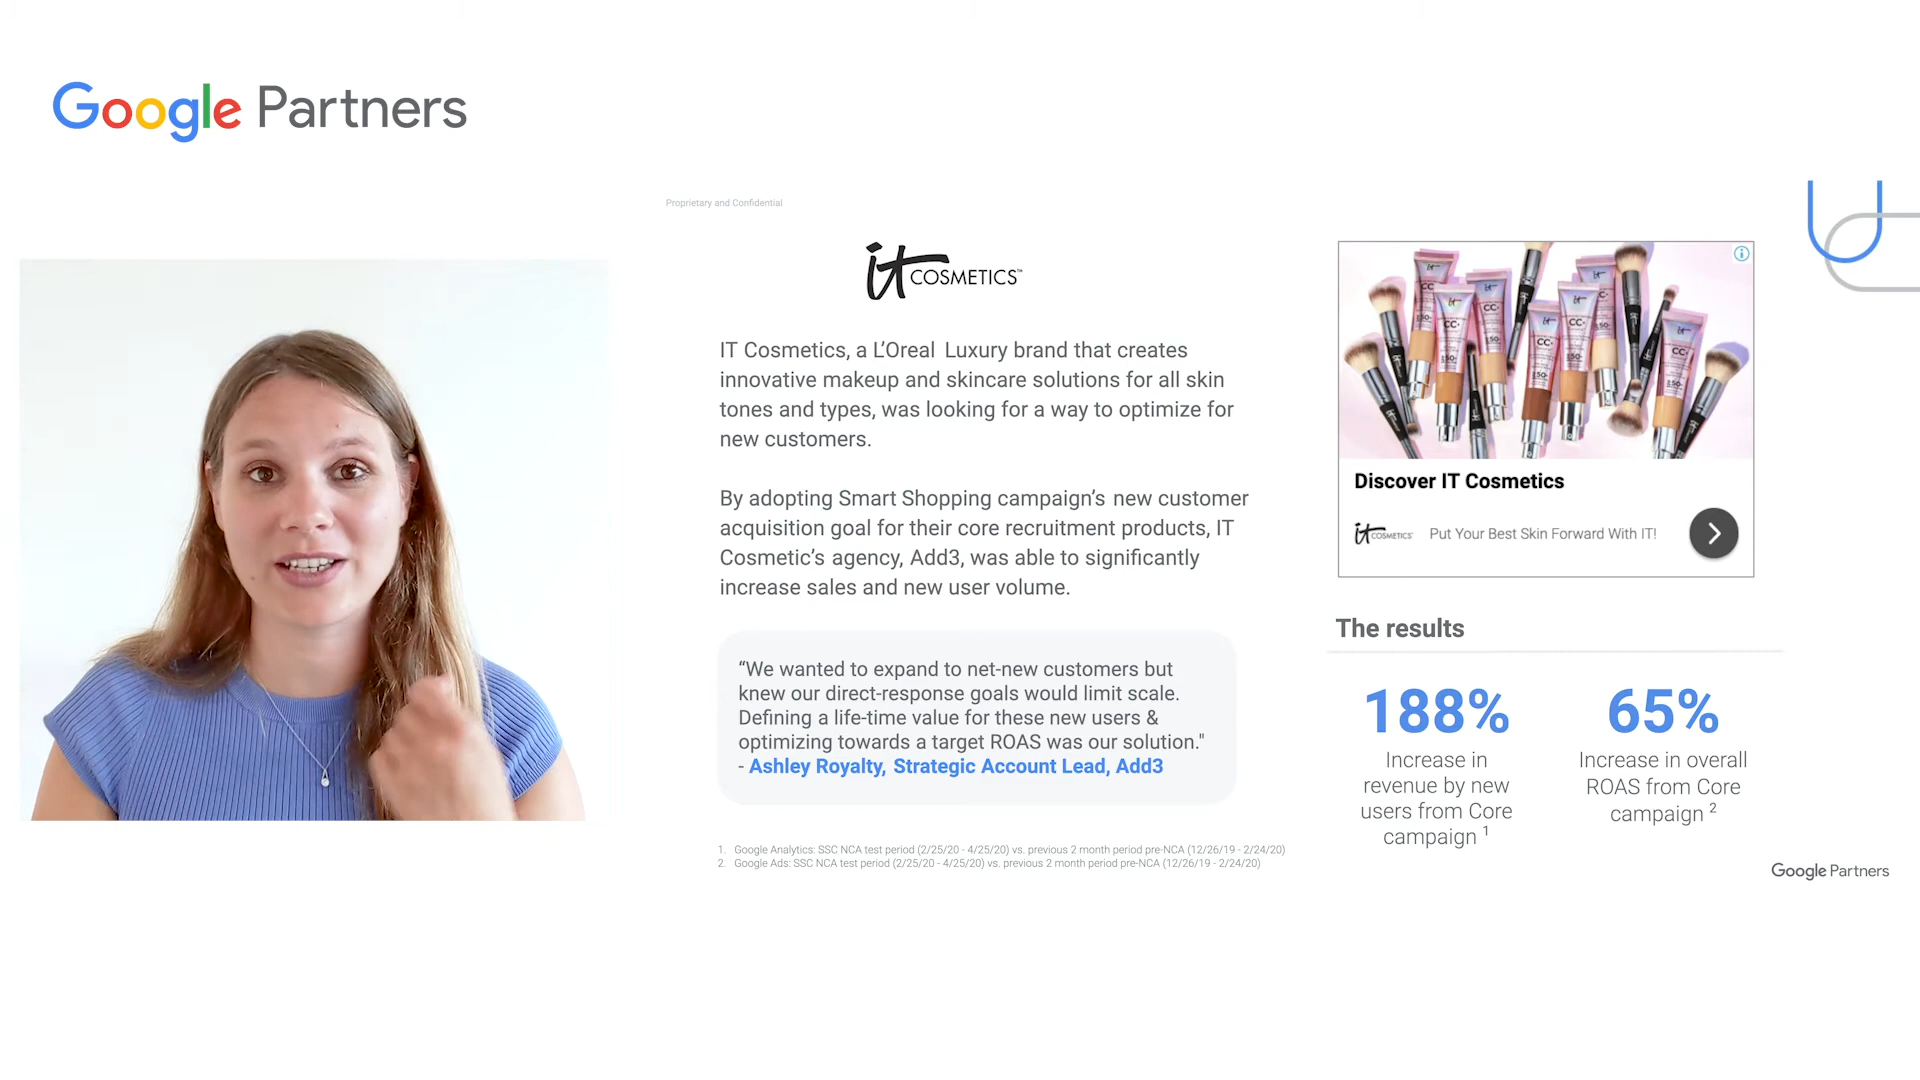 Google Partners
Proprietary and Confidential
it COSMETICS™
IT Cosmetics, a L’Oreal Luxury brand that creates
innovative makeup and skincare solutions for all skin
tones and types, was looking for a way to optimize for
new customers.
By adopting Smart Shopping campaign’s new customer
acquisition goal for their core recruitment products, IT
Cosmetic’s agency, Add3, was able to significantly
increase sales and new user volume.
“We wanted to expand to net-new customers but
knew our direct-response goals would limit scale.
Defining a life-time value for these new users &
optimizing towards a target ROAS was our solution."
- Ashley Royalty, Strategic Account Lead, Add3
1. Google Analytics: SSC NCA test period (2/25/20 - 4/25/20) vs. previous 2 month period pre-NCA (12/26/19 - 2/24/20)
2. Google Ads: SSC NCA test period (2/25/20 - 4/25/20) vs. previous 2 month period pre-NCA (12/26/19 - 2/24/20)
CC+
CC+
CC+
CC+
CC+
Discover IT Cosmetics
it COSMETICS
Put Your Best Skin Forward With IT!
The results
188%
Increase in
revenue by new
users from Core
campaign 1
65%
Increase in overall
ROAS from Core
campaign 2
Google Partners